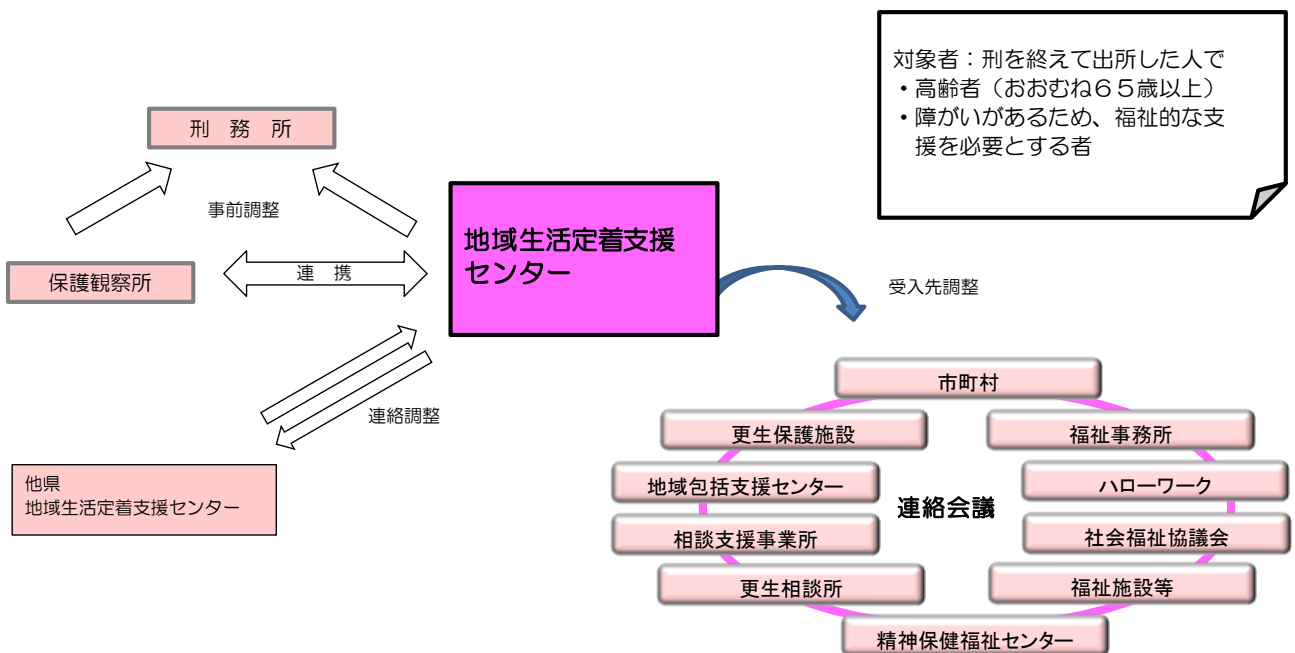 対象者：刑を終えて出所した人で
・高齢者（おおむね６５歳以上）
・障がいがあるため、福祉的な支
援を必要とする者
刑　務　所
事前調整
地域生活定着支援
センター
保護観察所
連　携
受入先調整
連絡調整
他県
地域生活定着支援センター
市町村
更生保護施設
福祉事務所
地域包括支援センター
ハローワーク
連絡会議
相談支援事業所
社会福祉協議会
更生相談所
福祉施設等
精神保健福祉センター